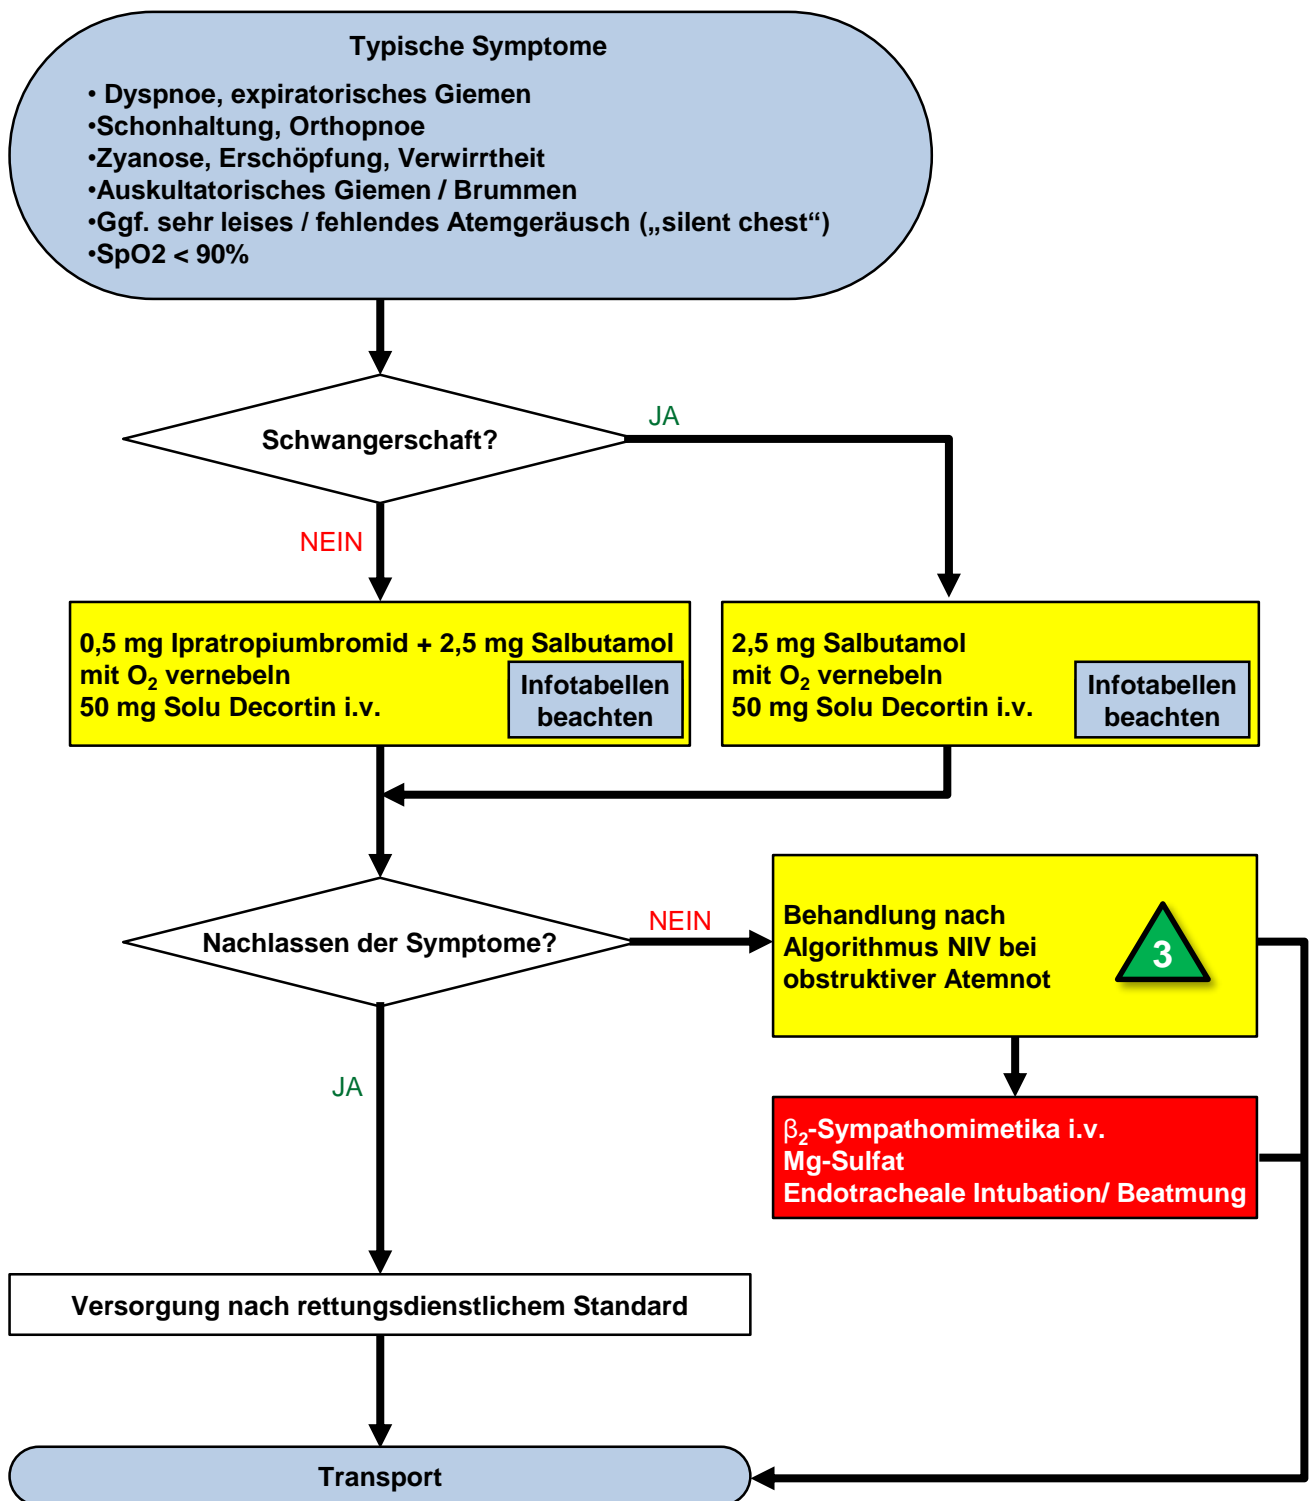 Typische Symptome
• Dyspnoe, expiratorisches Giemen
•Schonhaltung, Orthopnoe
•Zyanose, Erschöpfung, Verwirrtheit
•Auskultatorisches Giemen / Brummen
•Ggf. sehr leises / fehlendes Atemgeräusch („silent chest“)
•SpO2 < 90%
Schwangerschaft?
JA
NEIN
0,5 mg Ipratropiumbromid + 2,5 mg Salbutamol
mit O₂ vernebeln
50 mg Solu Decortin i.v.
Infotabellen
beachten
2,5 mg Salbutamol
mit O₂ vernebeln
50 mg Solu Decortin i.v.
Infotabellen
beachten
Nachlassen der Symptome?
NEIN
JA
Behandlung nach
Algorithmus NIV bei
obstruktiver Atemnot
3
β₂-Sympathomimetika i.v.
Mg-Sulfat
Endotracheale Intubation/ Beatmung
Versorgung nach rettungsdienstlichem Standard
Transport